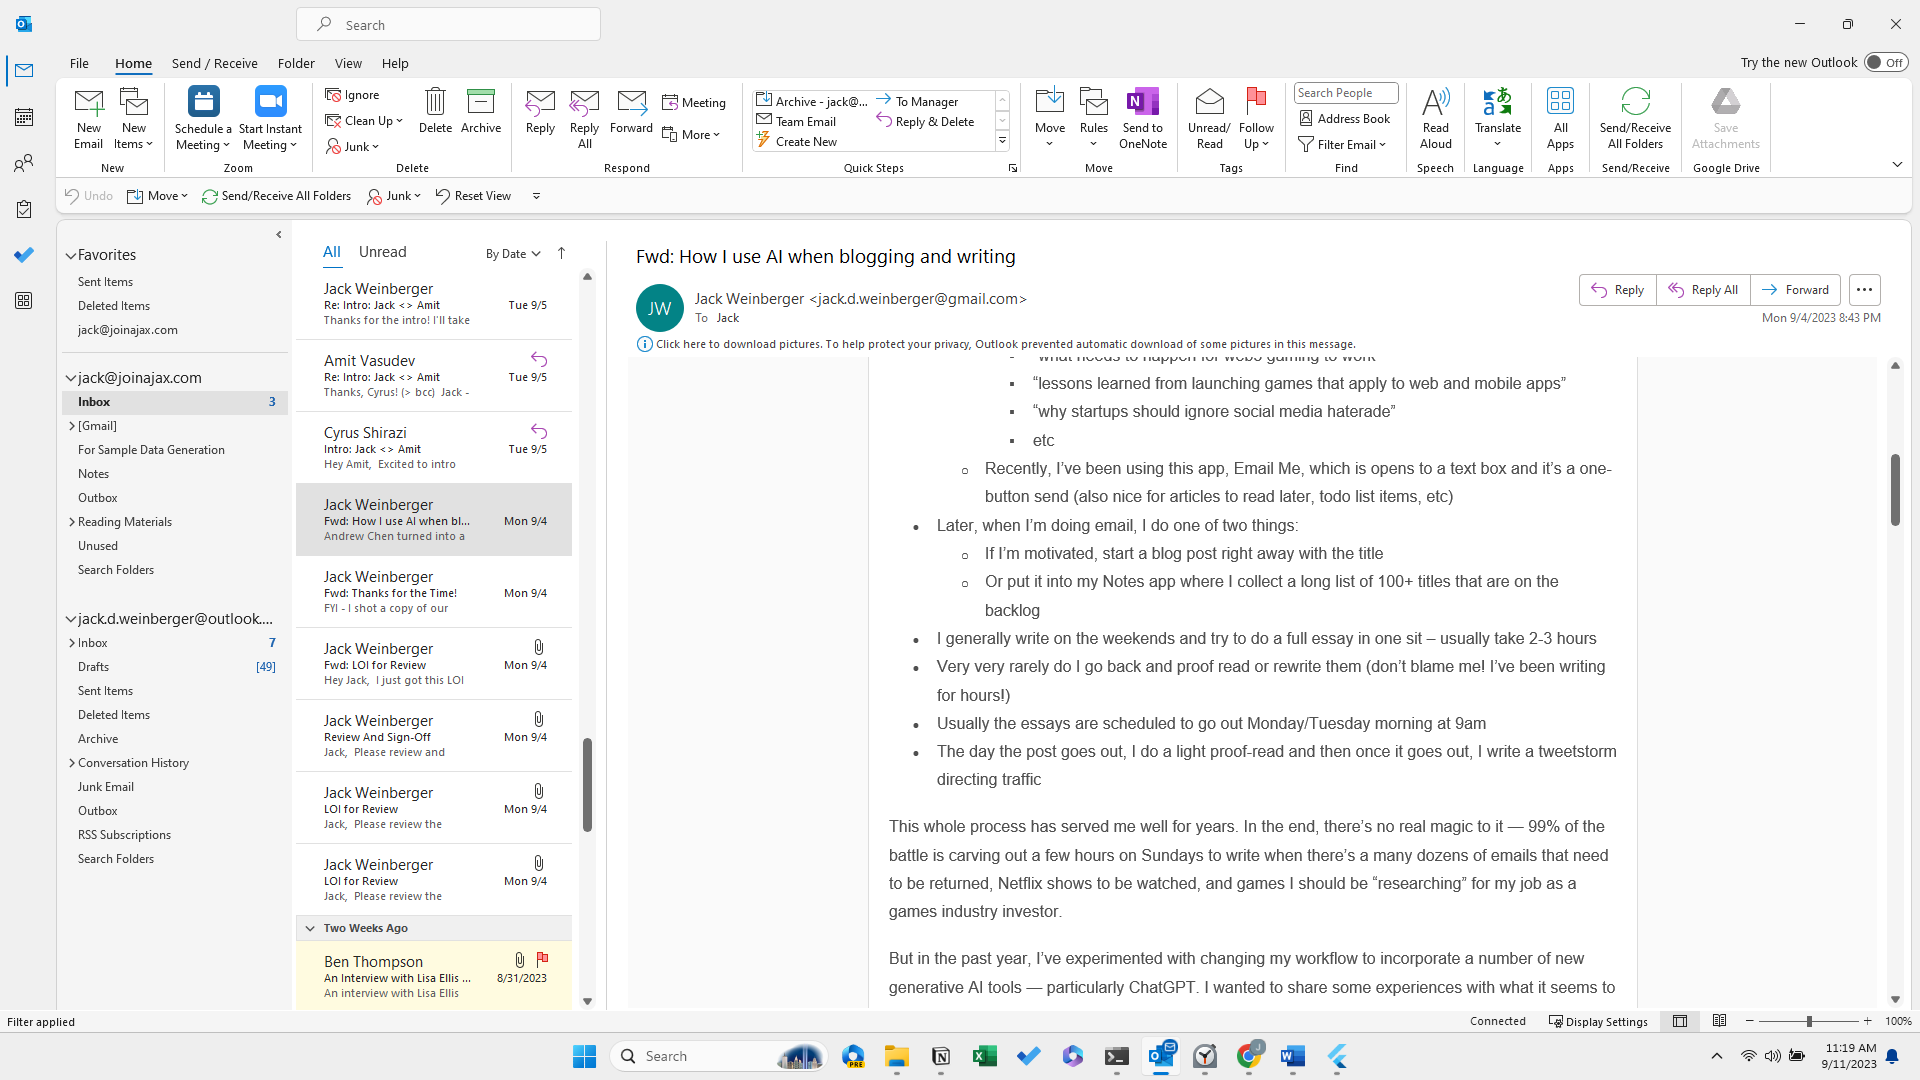 Search
File
Home
Send / Receive
Folder
View
Help
Try the new Outlook
Off
New Email
New Items
New
Schedule a Meeting
Start Instant Meeting
Zoom
Ignore
Clean Up
Junk
Delete
Archive
Delete
Reply
Reply All
Forward
Meeting
More
Respond
Archive - jack@...
To Manager
Team Email
Reply & Delete
Create New
Quick Steps
Move
Rules
Send to OneNote
Move
Unread/ Read
Follow Up
Tags
Search People
Address Book
Filter Email
Find
Read Aloud
Speech
Translate
Language
All Apps
Apps
Send/Receive All Folders
Send/Receive
Save Attachments
Google Drive
Undo
Move
Send/Receive All Folders
Junk
Reset View
Favorites
Sent Items
Deleted Items
jack@joinajax.com
jack@joinajax.com
Inbox 3
[Gmail]
For Sample Data Generation
Notes
Outbox
Reading Materials
Unused
Search Folders
jack.d.weinberger@outlook....
Inbox 7
Drafts [49]
Sent Items
Deleted Items
Archive
Conversation History
Junk Email
Outbox
RSS Subscriptions
Search Folders
All
Unread
By Date
Jack Weinberger
Re: Intro: Jack <> Amit Tue 9/5
Thanks for the intro! I'll take
Amit Vasudev
Re: Intro: Jack <> Amit Tue 9/5
Thanks, Cyrus! (> bcc) Jack -
Cyrus Shirazi
Intro: Jack <> Amit Tue 9/5
Hey Amit, Excited to intro
Jack Weinberger
Fwd: How I use AI when bl... Mon 9/4
Andrew Chen turned into a
Jack Weinberger
Fwd: Thanks for the Time! Mon 9/4
FYI - I shot a copy of our
Jack Weinberger
Fwd: LOI for Review Mon 9/4
Hey Jack, I just got this LOI
Jack Weinberger
Review And Sign-Off Mon 9/4
Jack, Please review and
Jack Weinberger
LOI for Review Mon 9/4
Jack, Please review the
Jack Weinberger
LOI for Review Mon 9/4
Jack, Please review the
Two Weeks Ago
Ben Thompson
An Interview with Lisa Ellis ... 8/31/2023
An interview with Lisa Ellis
Fwd: How I use AI when blogging and writing
JW
Jack Weinberger <jack.d.weinberger@gmail.com>
To Jack
Reply
Reply All
Forward
Mon 9/4/2023 8:43 PM
Click here to download pictures. To help protect your privacy, Outlook prevented automatic download of some pictures in this message.
"what needs to happen for web3 gaming to work"
▪ “lessons learned from launching games that apply to web and mobile apps”
▪ “why startups should ignore social media haterade”
▪ etc
o Recently, I’ve been using this app, Email Me, which is opens to a text box and it’s a one-
button send (also nice for articles to read later, todo list items, etc)
• Later, when I’m doing email, I do one of two things:
o If I’m motivated, start a blog post right away with the title
o Or put it into my Notes app where I collect a long list of 100+ titles that are on the
backlog
• I generally write on the weekends and try to do a full essay in one sit – usually take 2-3 hours
• Very very rarely do I go back and proof read or rewrite them (don’t blame me! I’ve been writing
for hours!)
• Usually the essays are scheduled to go out Monday/Tuesday morning at 9am
• The day the post goes out, I do a light proof-read and then once it goes out, I write a tweetstorm
directing traffic
This whole process has served me well for years. In the end, there’s no real magic to it — 99% of the
battle is carving out a few hours on Sundays to write when there’s a many dozens of emails that need
to be returned, Netflix shows to be watched, and games I should be “researching” for my job as a
games industry investor.
But in the past year, I’ve experimented with changing my workflow to incorporate a number of new
generative AI tools — particularly ChatGPT. I wanted to share some experiences with what it seems to
Filter applied
Connected
Display Settings
100%
Search
PRE
J
11:19 AM
9/11/2023